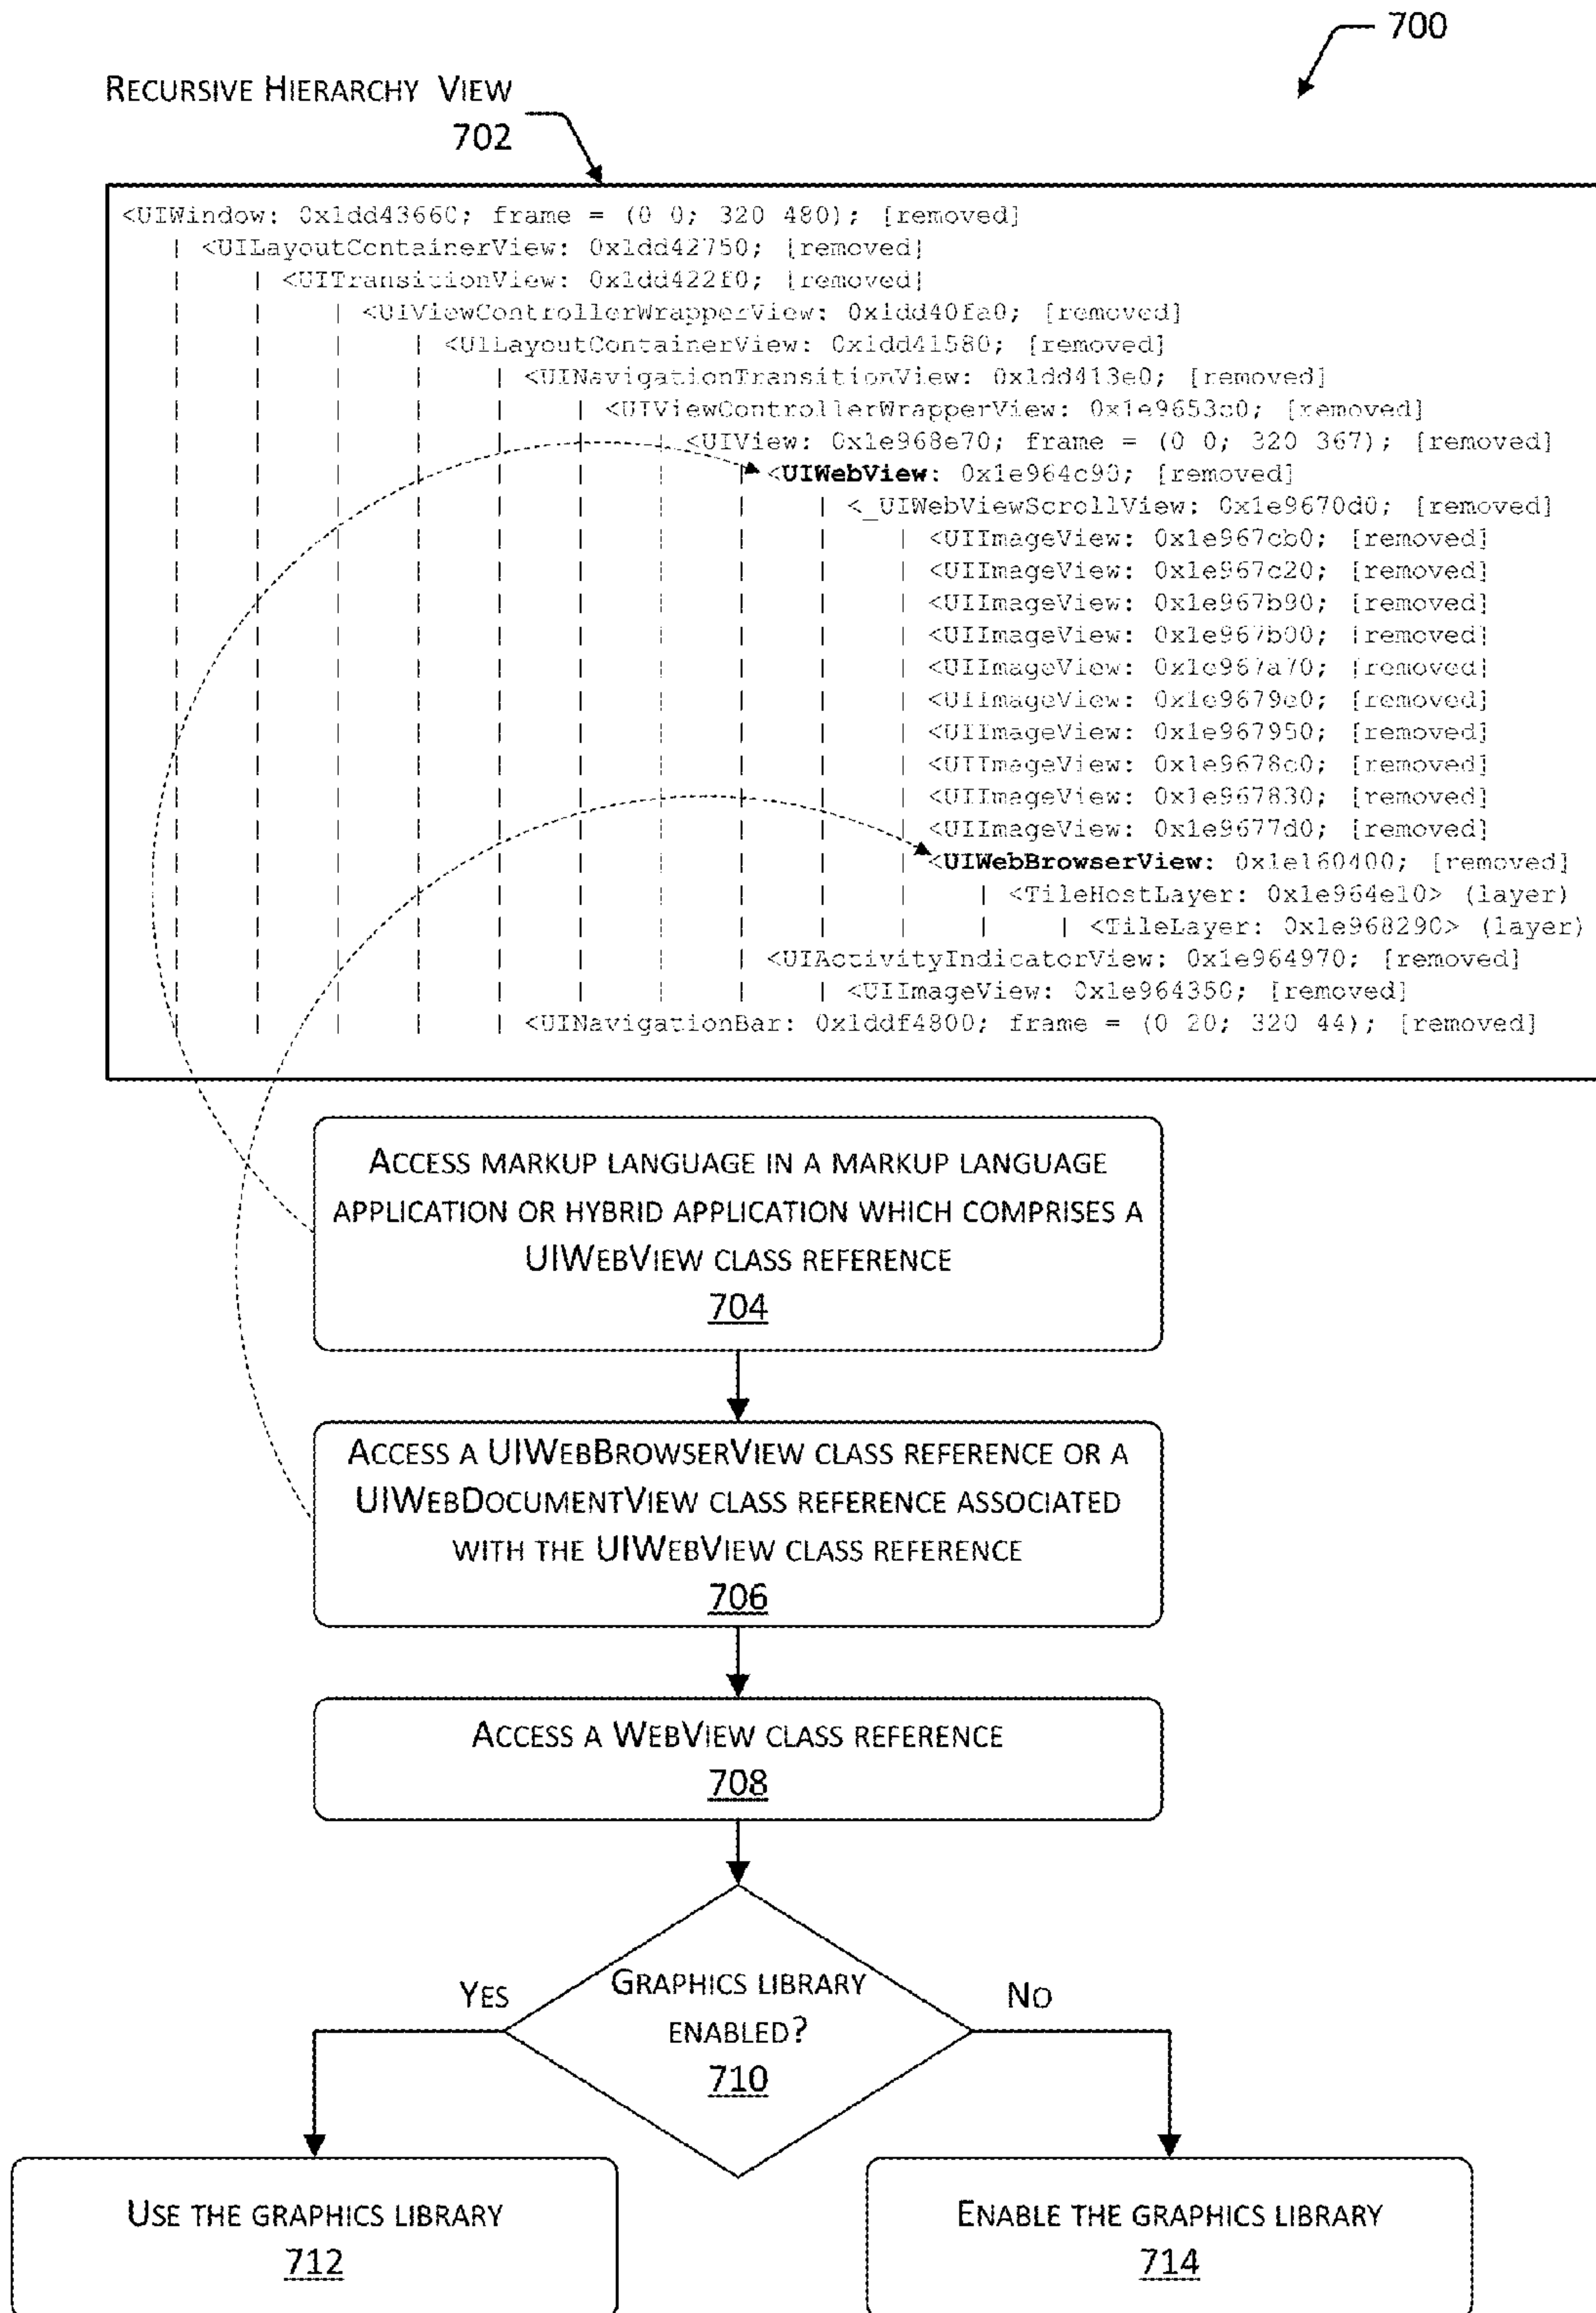 700
RECURSIVE HIERARCHY VIEW
702
<UIWindow: 0x1dd43660; frame = (0 0; 320 480); [removed]
| <UILayoutContainerView: 0x1dd42750; [removed]
| | <UITransitionView: 0x1dd422f0; [removed]
| | | <UIViewControllerWrapperView: 0x1dd40fa0; [removed]
| | | | <UILayoutContainerView: 0x1dd41580; [removed]
| | | | | <UINavigationTransitionView: 0x1dd413e0; [removed]
| | | | | | <UIViewControllerWrapperView: 0x1e9653c0; [removed]
| | | | | | | <UIView: 0x1e968e70; frame = (0 0; 320 367); [removed]
| | | | | | | | <UIWebView: 0x1e964c90; [removed]
| | | | | | | | | <_UIWebViewScrollView: 0x1e9670d0; [removed]
| | | | | | | | | | <UIImageView: 0x1e967cb0; [removed]
| | | | | | | | | | <UIImageView: 0x1e967c20; [removed]
| | | | | | | | | | <UIImageView: 0x1e967b90; [removed]
| | | | | | | | | | <UIImageView: 0x1e967b00; [removed]
| | | | | | | | | | <UIImageView: 0x1e967a70; [removed]
| | | | | | | | | | <UIImageView: 0x1e9679e0; [removed]
| | | | | | | | | | <UIImageView: 0x1e967950; [removed]
| | | | | | | | | | <UIImageView: 0x1e9678c0; [removed]
| | | | | | | | | | <UIImageView: 0x1e967830; [removed]
| | | | | | | | | | <UIImageView: 0x1e9677d0; [removed]
| | | | | | | | | | <UIWebBrowserView: 0x1e160400; [removed]
| | | | | | | | | | | <TileHostLayer: 0x1e964e10> (layer)
| | | | | | | | | | | | <TileLayer: 0x1e968290> (layer)
| | | | | | | | <UIActivityIndicatorView: 0x1e964970; [removed]
| | | | | | | | | <UIImageView: 0x1e964350; [removed]
| | | | | <UINavigationBar: 0x1ddf4800; frame = (0 20; 320 44); [removed]
ACCESS MARKUP LANGUAGE IN A MARKUP LANGUAGE
APPLICATION OR HYBRID APPLICATION WHICH COMPRISES A
UIWEBVIEW CLASS REFERENCE
704
ACCESS A UIWEBBROWSERVIEW CLASS REFERENCE OR A
UIWEBDOCUMENTVIEW CLASS REFERENCE ASSOCIATED
WITH THE UIWEBVIEW CLASS REFERENCE
706
ACCESS A WEBVIEW CLASS REFERENCE
708
YES
GRAPHICS LIBRARY
ENABLED?
710
NO
USE THE GRAPHICS LIBRARY
712
ENABLE THE GRAPHICS LIBRARY
714